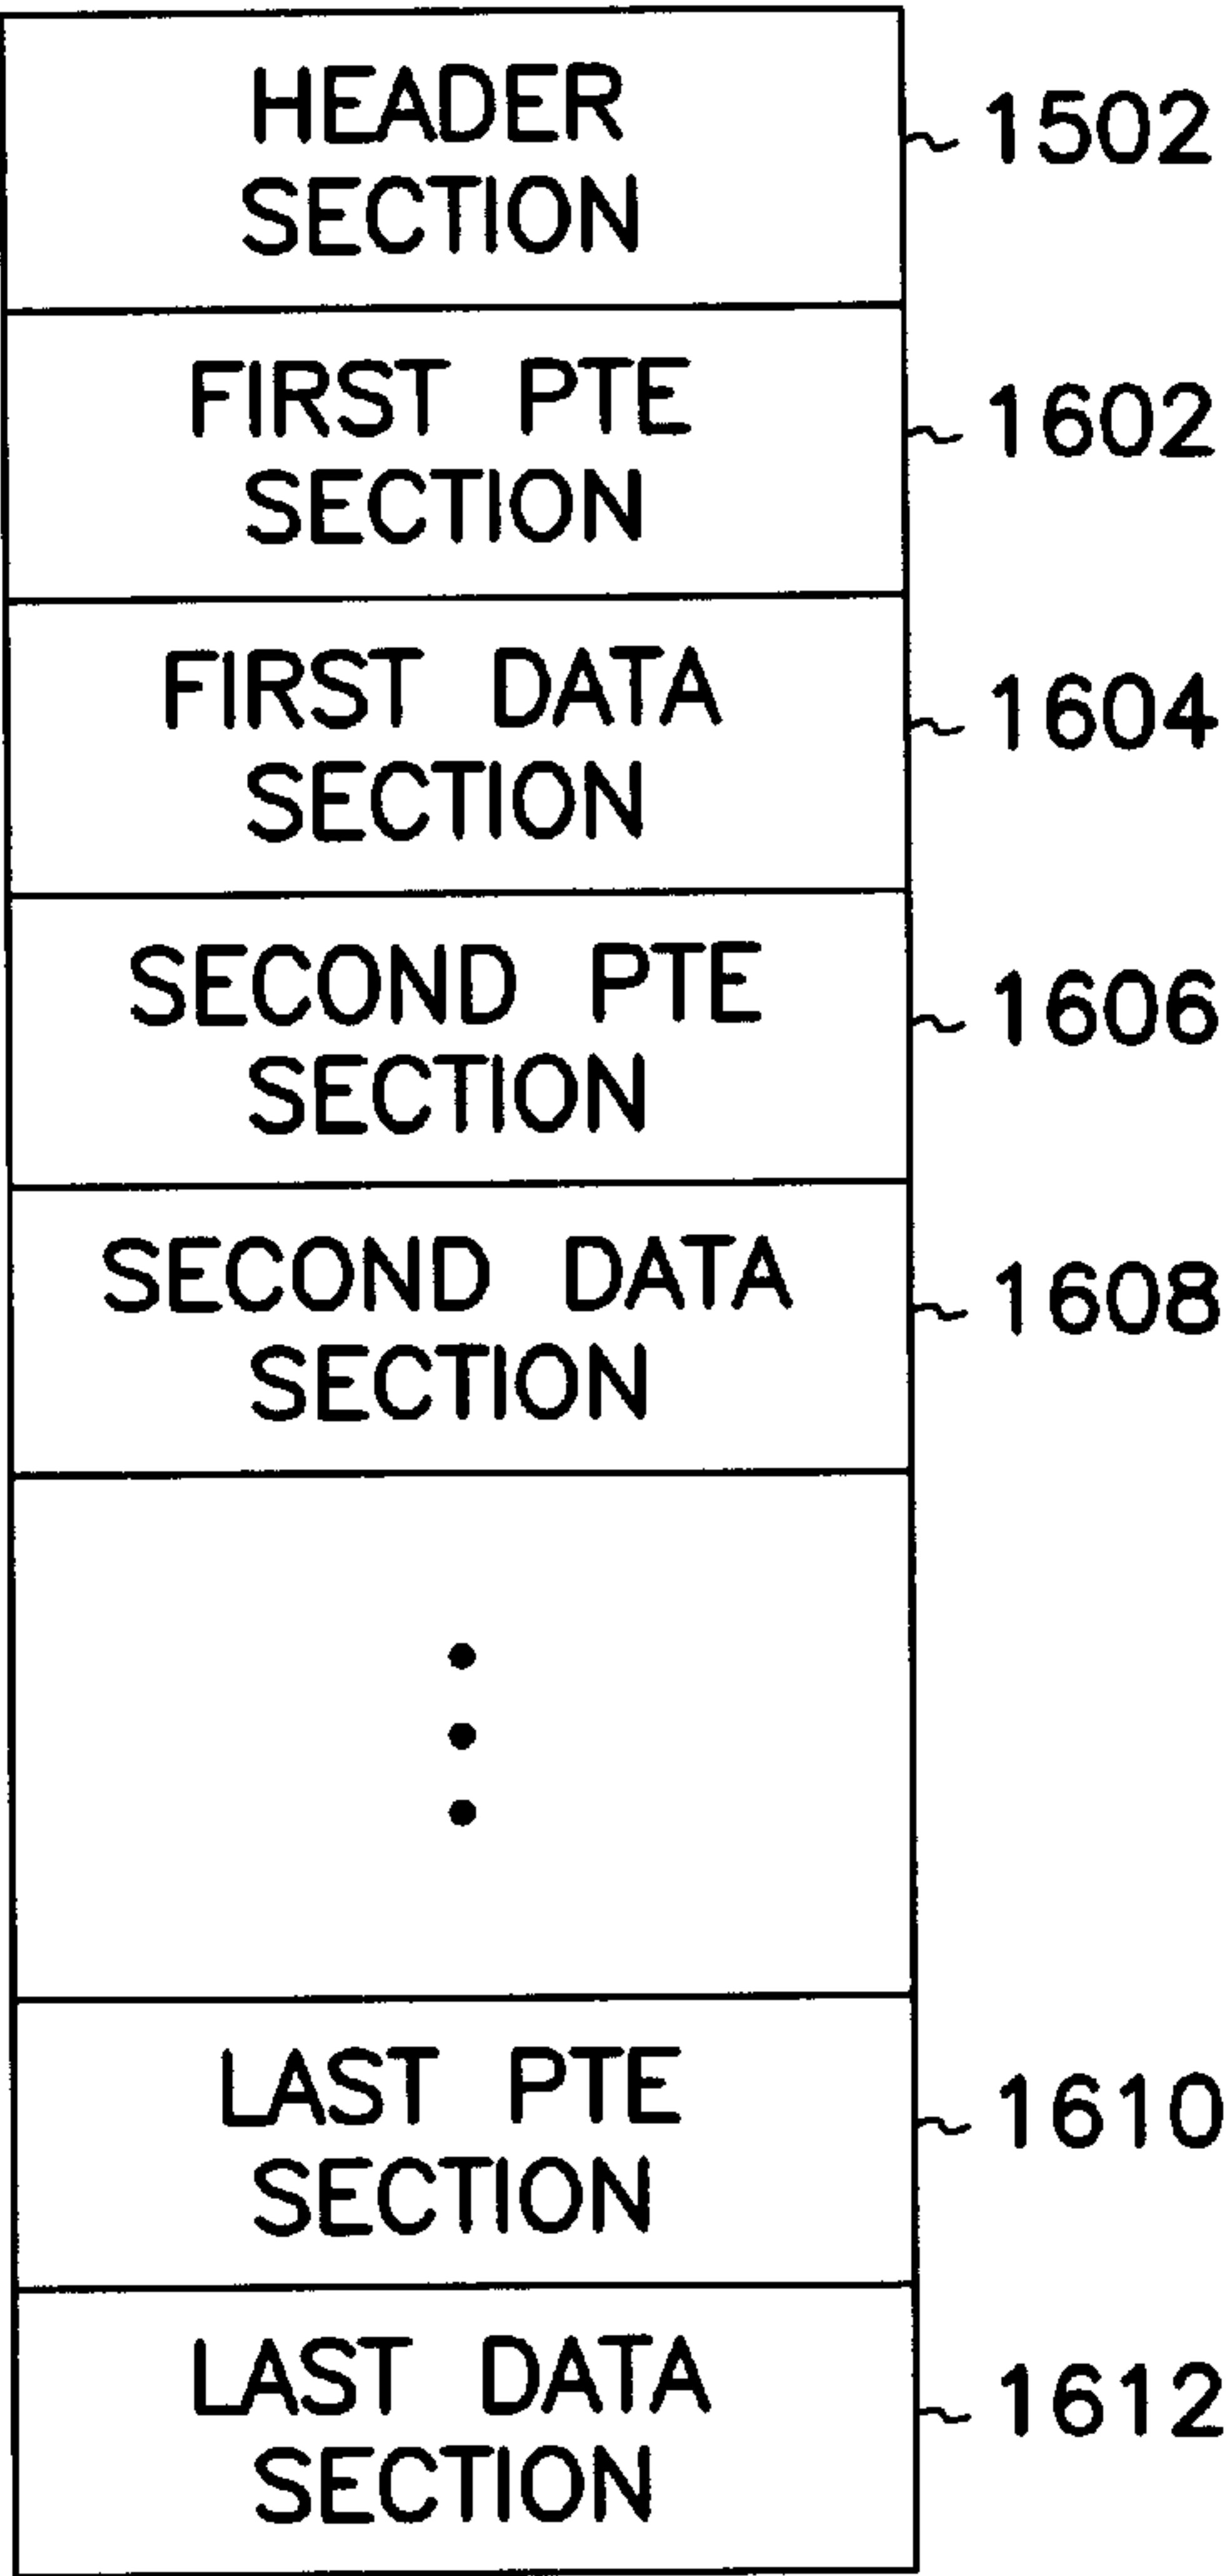 HEADER
SECTION
1502
FIRST PTE
SECTION
1602
FIRST DATA
SECTION
1604
SECOND PTE
SECTION
1606
SECOND DATA
SECTION
1608
LAST PTE
SECTION
1610
LAST DATA
SECTION
1612